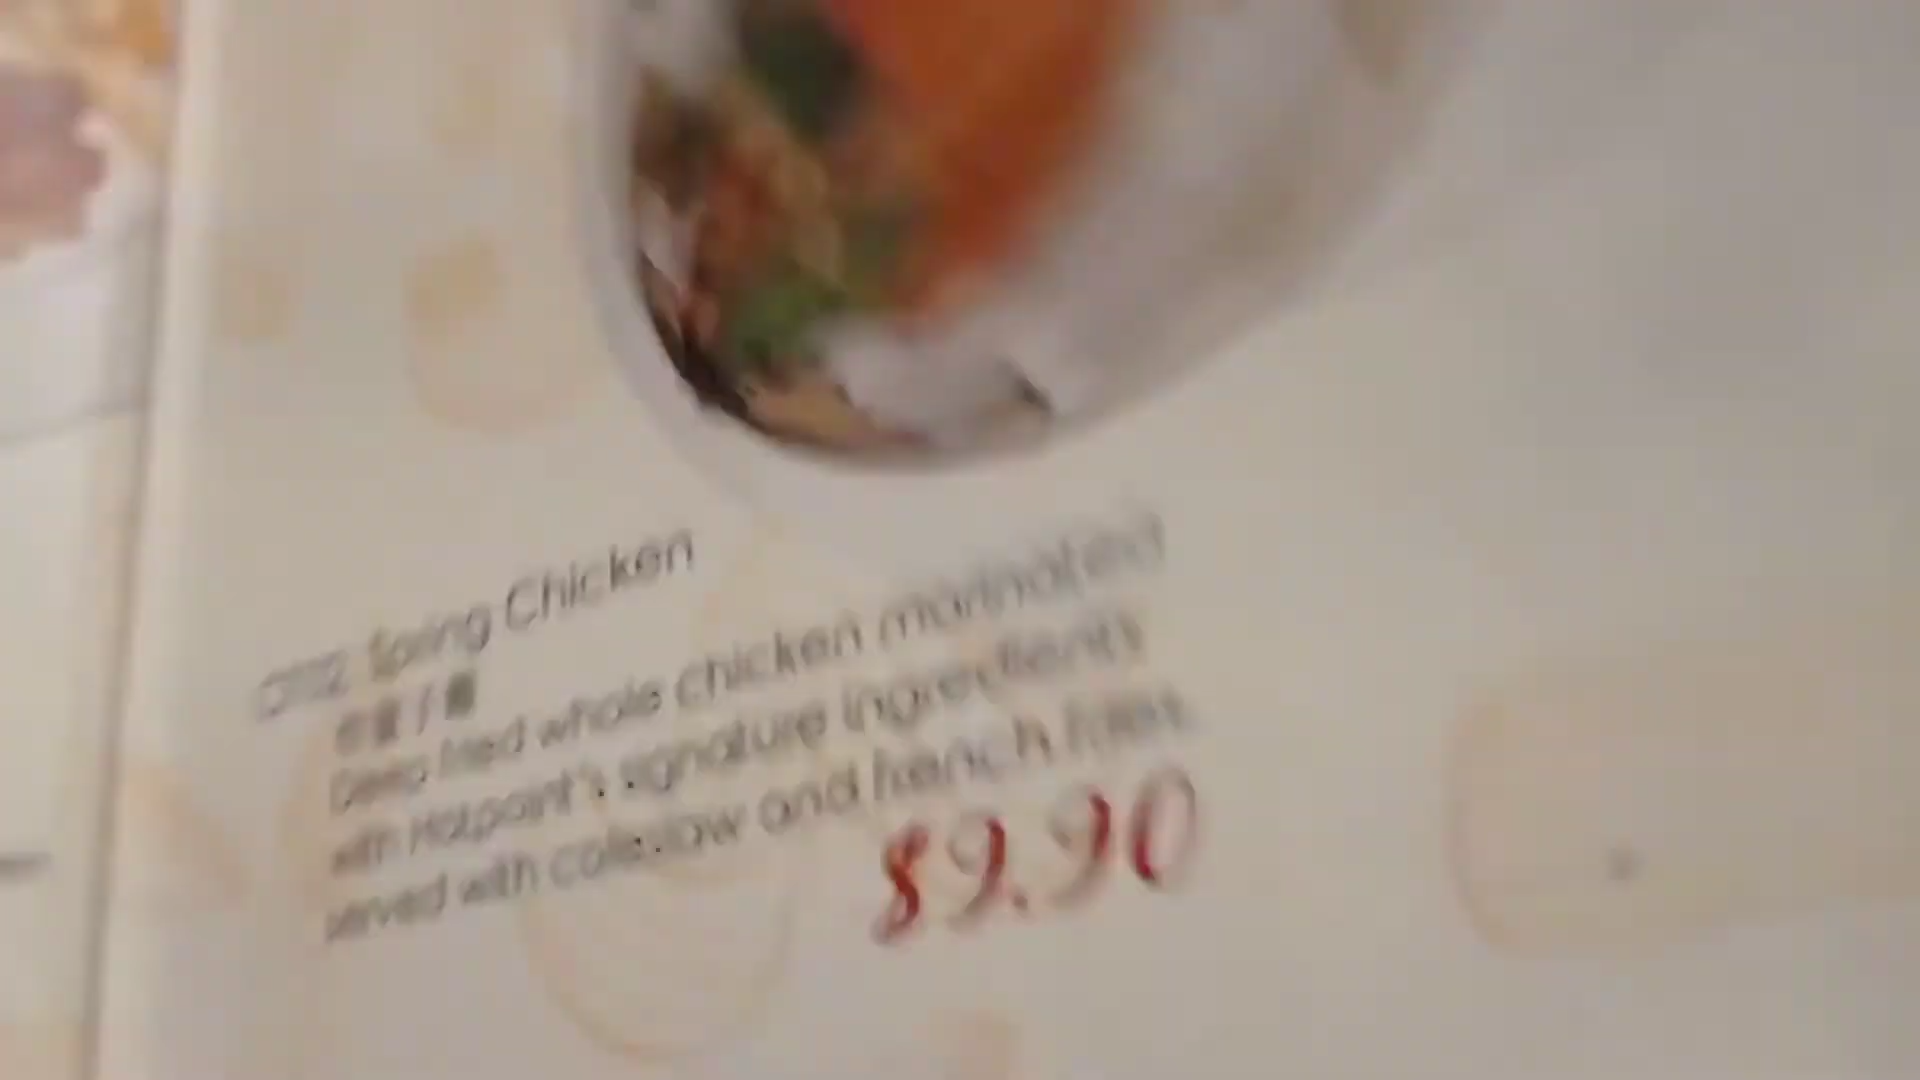 Spring Chicken
Deep fried whole chicken marinated
with Hotpoint's signature ingredients
served with coleslaw and french fries.
$9.90